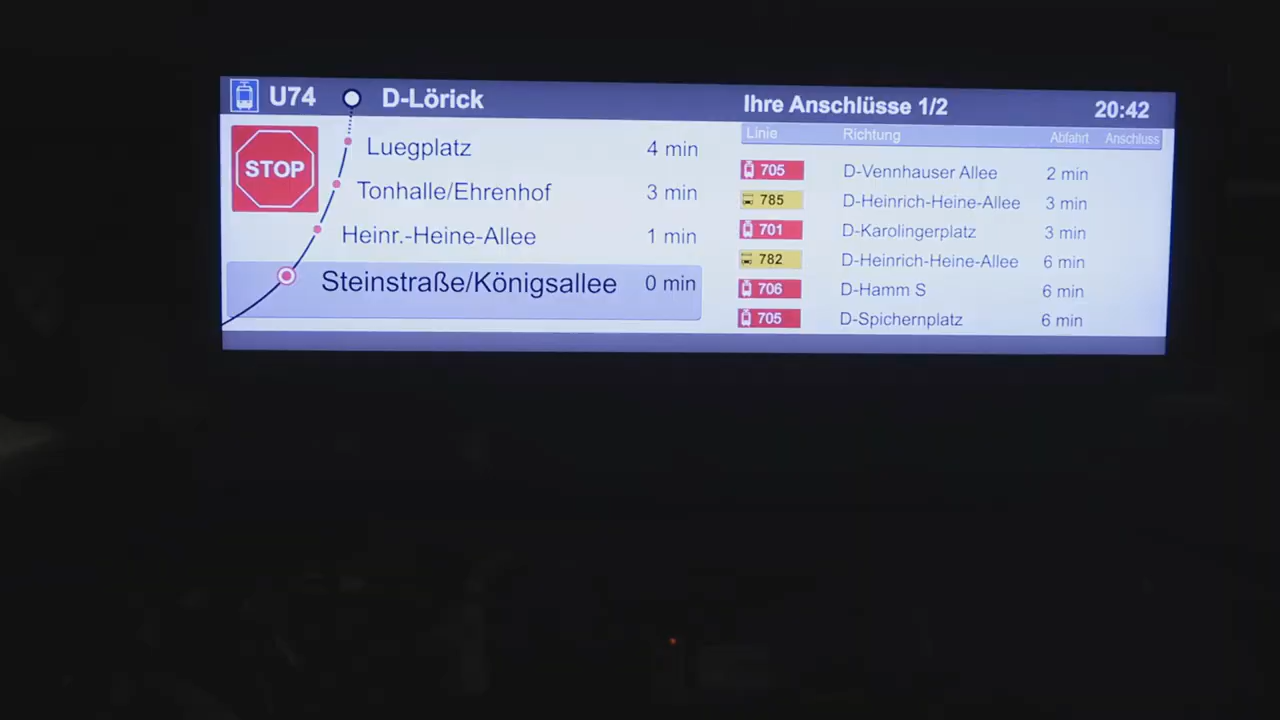 U74 D-Lörick
STOP
Luegplatz 4 min
Tonhalle/Ehrenhof 3 min
Heinr.-Heine-Allee 1 min
Steinstraße/Königsallee 0 min
Ihre Anschlüsse 1/2 20:42
Linie Richtung Abfahrt Anschluss
705 D-Vennhauser Allee 2 min
785 D-Heinrich-Heine-Allee 3 min
701 D-Karolingerplatz 3 min
782 D-Heinrich-Heine-Allee 6 min
706 D-Hamm S 6 min
705 D-Spichernplatz 6 min